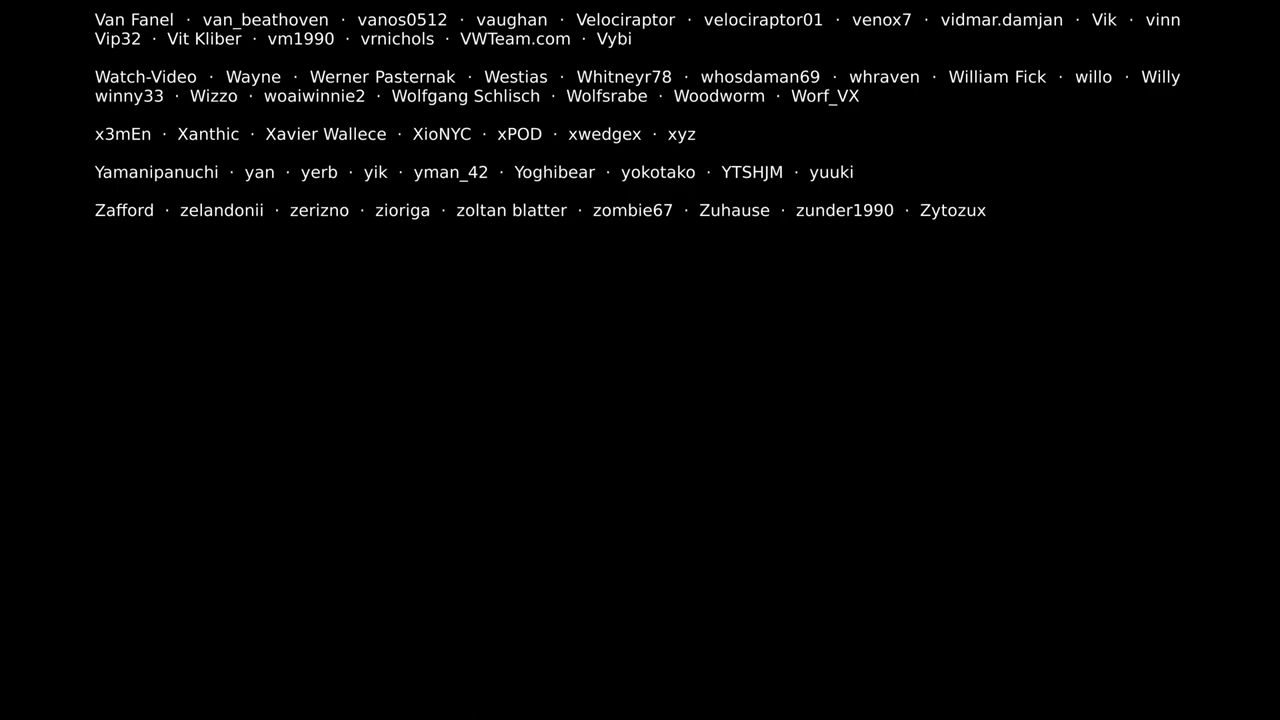 Van Fanel · van_beathoven · vanos0512 · vaughan · Velociraptor · velociraptor01 · venox7 · vidmar.damjan · Vik · vinn
Vip32 · Vit Kliber · vm1990 · vrnichols · VWTeam.com · Vybi
Watch-Video · Wayne · Werner Pasternak · Westias · Whitneyr78 · whosdaman69 · whraven · William Fick · willo · Willy
winny33 · Wizzo · woaiwinnie2 · Wolfgang Schlisch · Wolfsrabe · Woodworm · Worf_VX
x3mEn · Xanthic · Xavier Wallece · XioNYC · xPOD · xwedgex · xyz
Yamanipanuchi · yan · yerb · yik · yman_42 · Yoghibear · yokotako · YTSHJM · yuuki
Zafford · zelandonii · zerizno · zioriga · zoltan blatter · zombie67 · Zuhause · zunder1990 · Zytozux